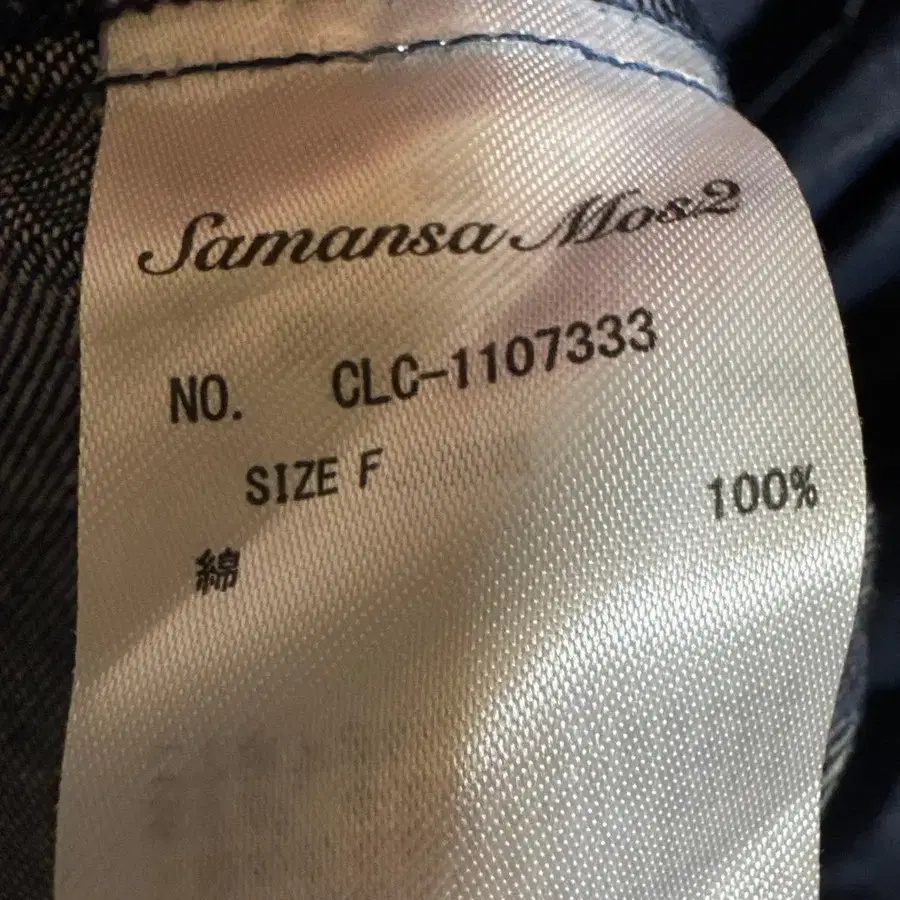 Samansa Mos2
NO. CLC-1107333
SIZE F
綿 100%